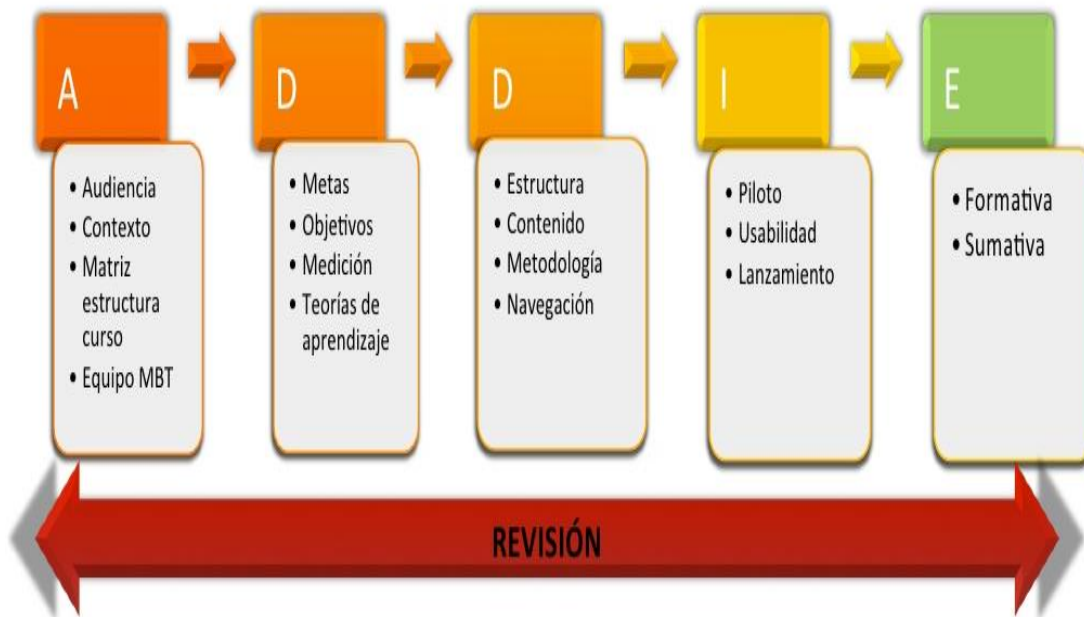 A
• Audiencia
• Contexto
• Matriz
estructura
curso
• Equipo MBT
D
• Metas
• Objetivos
• Medición
• Teorías de
aprendizaje
D
• Estructura
• Contenido
• Metodología
• Navegación
I
• Piloto
• Usabilidad
• Lanzamiento
E
• Formativa
• Sumativa
REVISIÓN